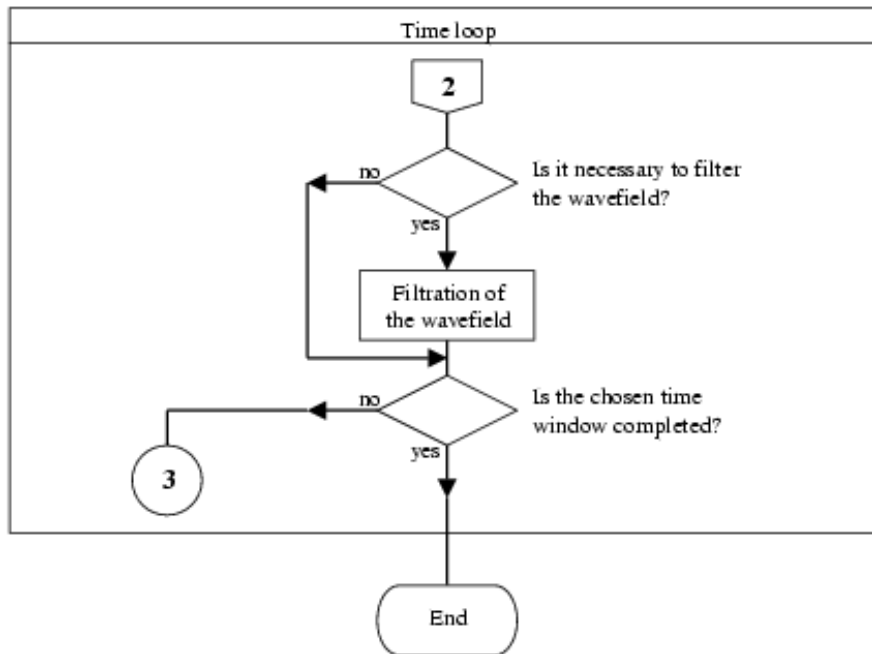 Time loop
2
no
Is it necessary to filter
the wavefield?
yes
Filtration of
the wavefield
no
Is the chosen time
window completed?
yes
3
End